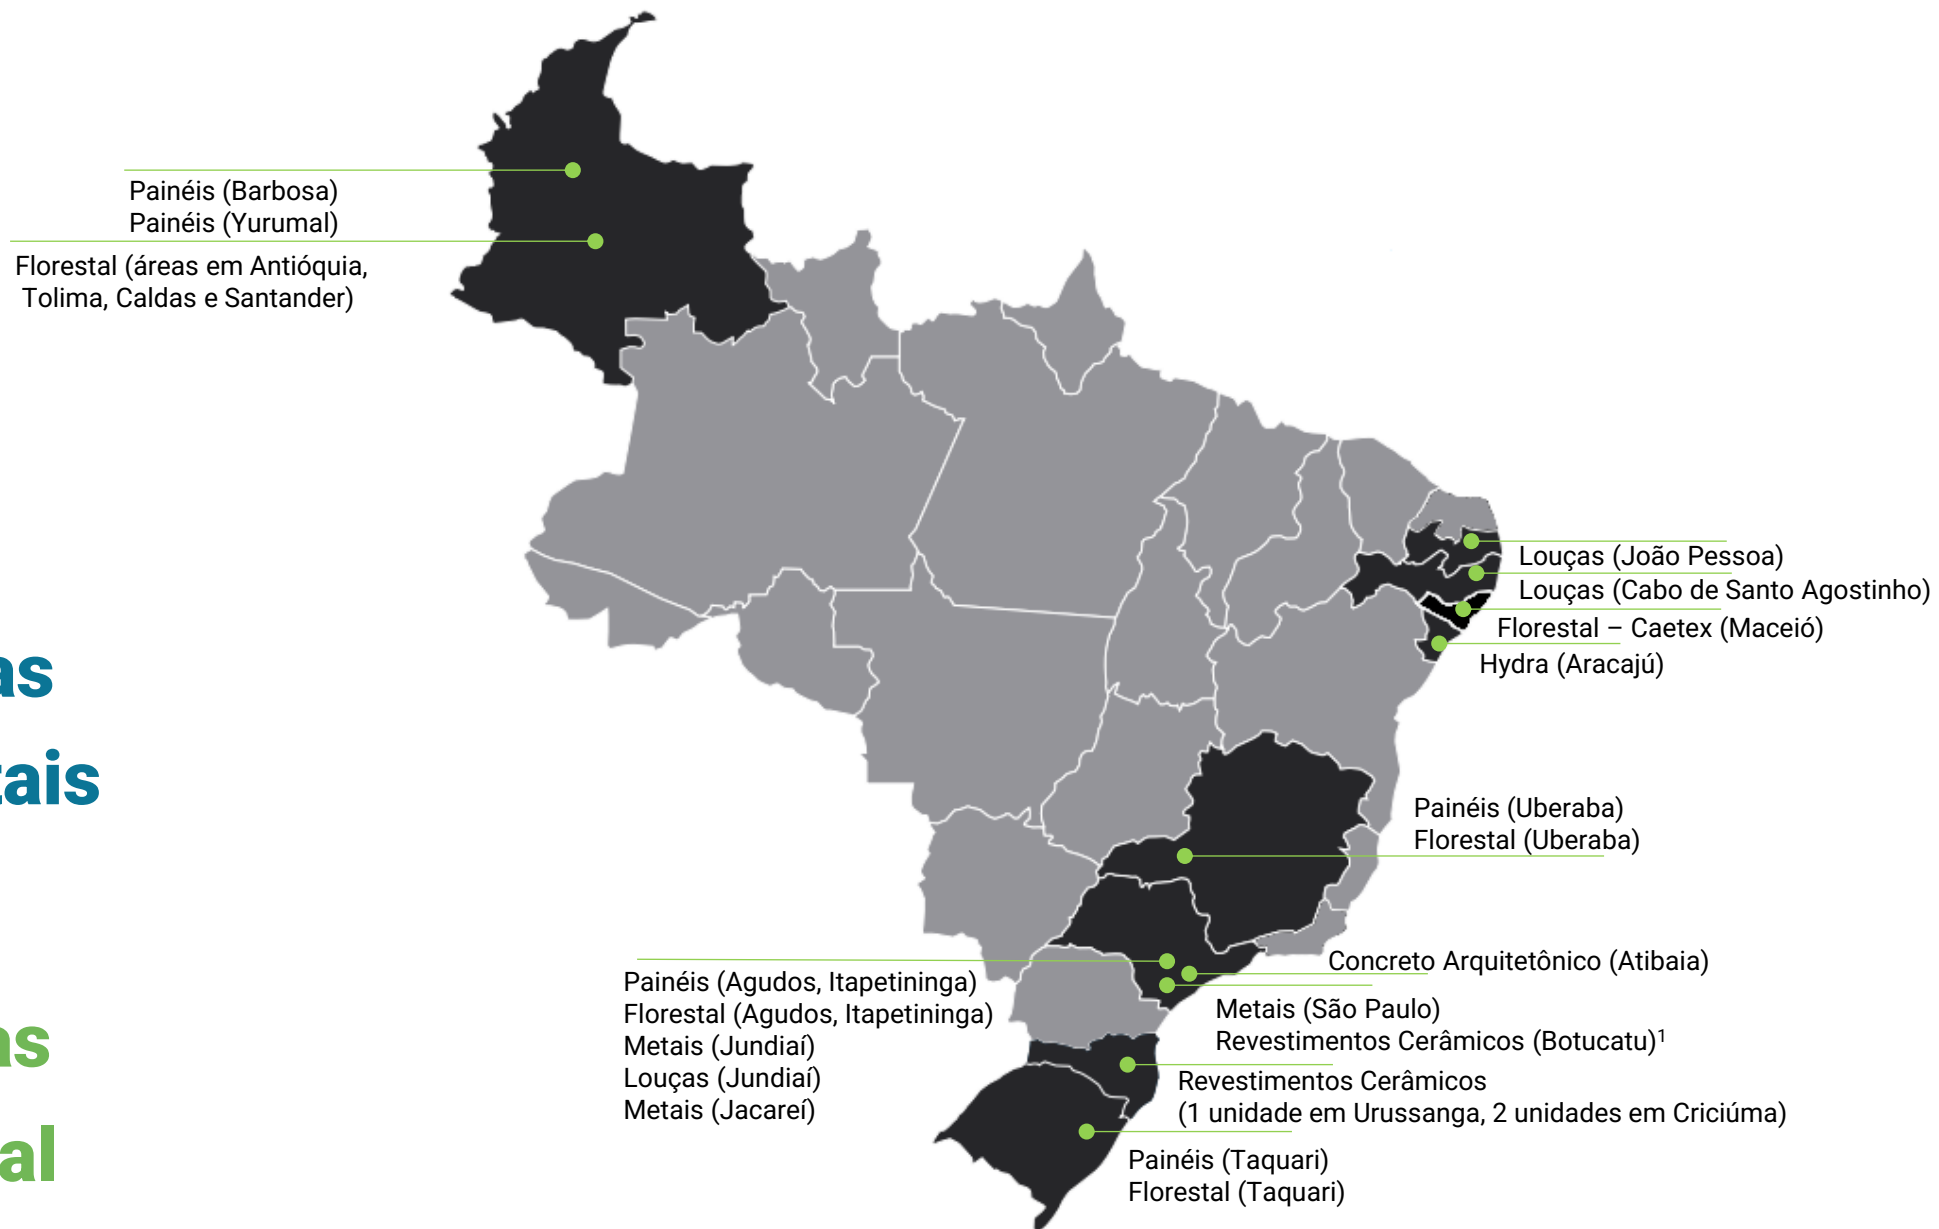 Painéis (Barbosa)
Painéis (Yurumal)
Florestal (áreas em Antióquia,
Tolima, Caldas e Santander)
Louças (João Pessoa)
Louças (Cabo de Santo Agostinho)
Florestal – Caetex (Maceió)
Hydra (Aracajú)
Painéis (Uberaba)
Florestal (Uberaba)
Concreto Arquitetônico (Atibaia)
Metais (São Paulo)
Revestimentos Cerâmicos (Botucatu)¹
Painéis (Agudos, Itapetininga)
Florestal (Agudos, Itapetininga)
Metais (Jundiaí)
Louças (Jundiaí)
Metais (Jacareí)
Revestimentos Cerâmicos
(1 unidade em Urussanga, 2 unidades em Criciúma)
Painéis (Taquari)
Florestal (Taquari)